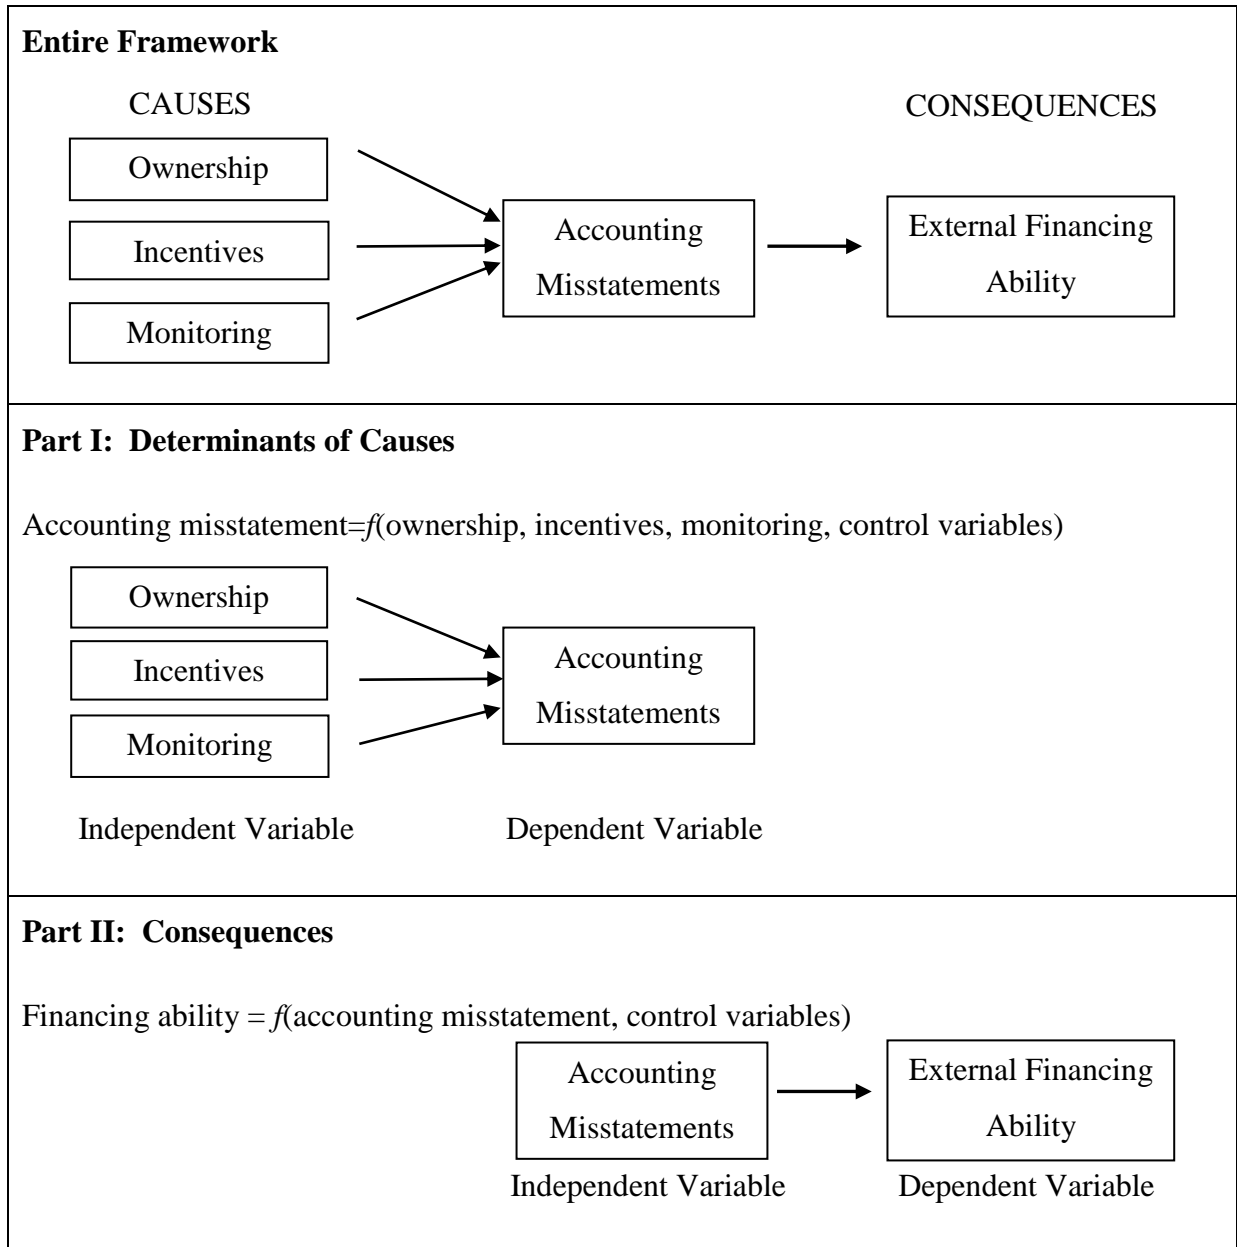 Entire Framework
CAUSES
CONSEQUENCES
Ownership
Incentives
Monitoring
Accounting
Misstatements
External Financing
Ability
Part I:  Determinants of Causes
Accounting misstatement=f(ownership, incentives, monitoring, control variables)
Ownership
Incentives
Monitoring
Accounting
Misstatements
Independent Variable
Dependent Variable
Part II:  Consequences
Financing ability = f(accounting misstatement, control variables)
Accounting
Misstatements
External Financing
Ability
Independent Variable
Dependent Variable